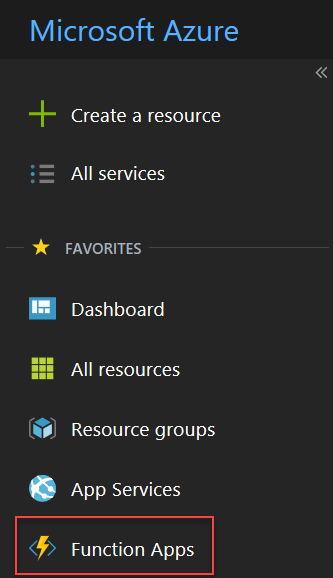 Microsoft Azure
Create a resource
All services
FAVORITES
Dashboard
All resources
Resource groups
App Services
Function Apps